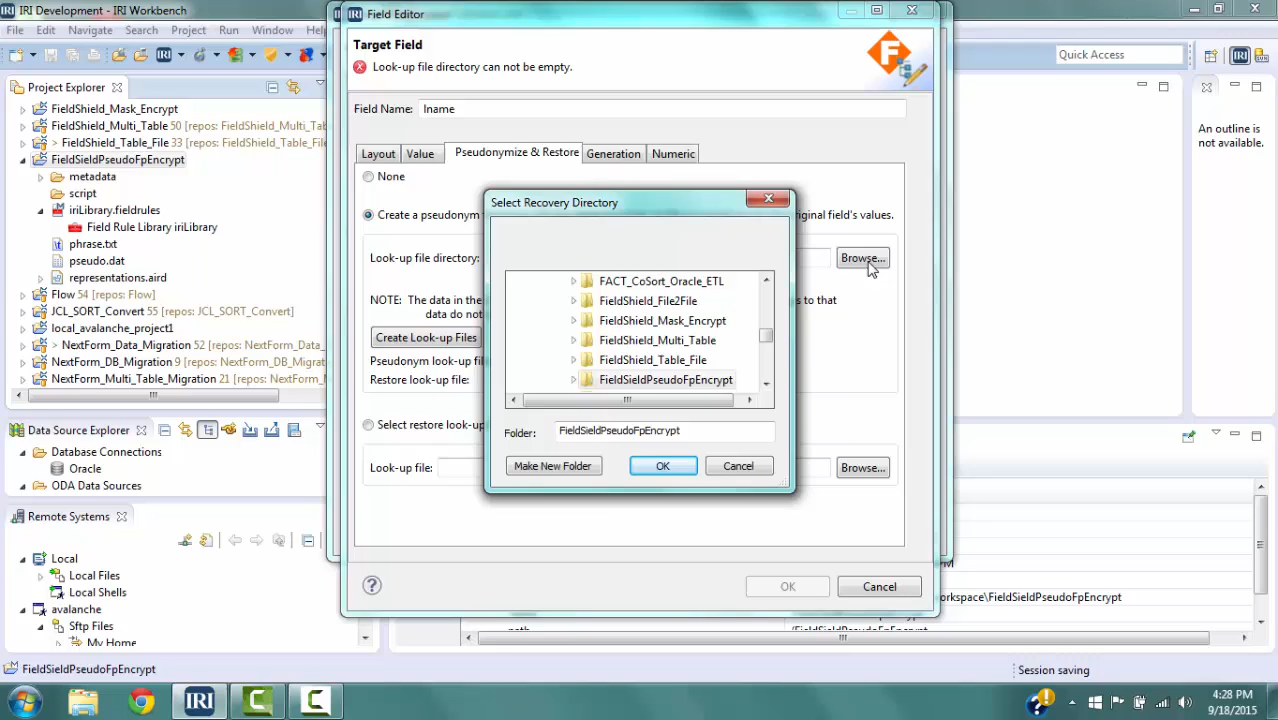 IRI Development - IRI Workbench
File Edit Navigate Search Project Run Window Help
Quick Access
Project Explorer
FieldShield_Mask_Encrypt
FieldShield_Multi_Table 50 [repos: FieldShield_Multi_Ta
> FieldShield_Table_File 33 [repos: FieldShield_Table_File
FieldSieldPseudoFpEncrypt
metadata
script
iriLibrary.fieldrules
Field Rule Library iriLibrary
phrase.txt
pseudo.dat
representations.aird
Flow 54 [repos: Flow]
JCL_SORT_Convert 55 [repos: JCL_SORT_Convert]
local_avalanche_project1
> NextForm_Data_Migration 52 [repos: NextForm_Data_
NextForm_DB_Migration 9 [repos: NextForm_DB_Migrat
NextForm_Multi_Table_Migration 21 [repos: NextForm_
Data Source Explorer
Database Connections
Oracle
ODA Data Sources
Remote Systems
Local
Local Files
Local Shells
avalanche
Sftp Files
My Home
FieldSieldPseudoFpEncrypt
Field Editor
Target Field
Look-up file directory can not be empty.
Field Name: lname
Layout Value Pseudonymize & Restore Generation Numeric
None
Create a pseudonym
iginal field's values.
Look-up file directory:
Browse...
NOTE: The data in the
s to that
data do not
Create Look-up Files
Pseudonym look-up fil
Restore look-up file:
Select restore look-up
Look-up file:
Browse...
OK
Cancel
Select Recovery Directory
FACT_CoSort_Oracle_ETL
FieldShield_File2File
FieldShield_Mask_Encrypt
FieldShield_Multi_Table
FieldShield_Table_File
FieldSieldPseudoFpEncrypt
Folder: FieldSieldPseudoFpEncrypt
Make New Folder
OK
Cancel
An outline is not available.
M
orkspace\FieldSieldPseudoFpEncrypt
path
/FieldSieldPseudoFpEncrypt
Session saving
IRI
4:28 PM
9/18/2015